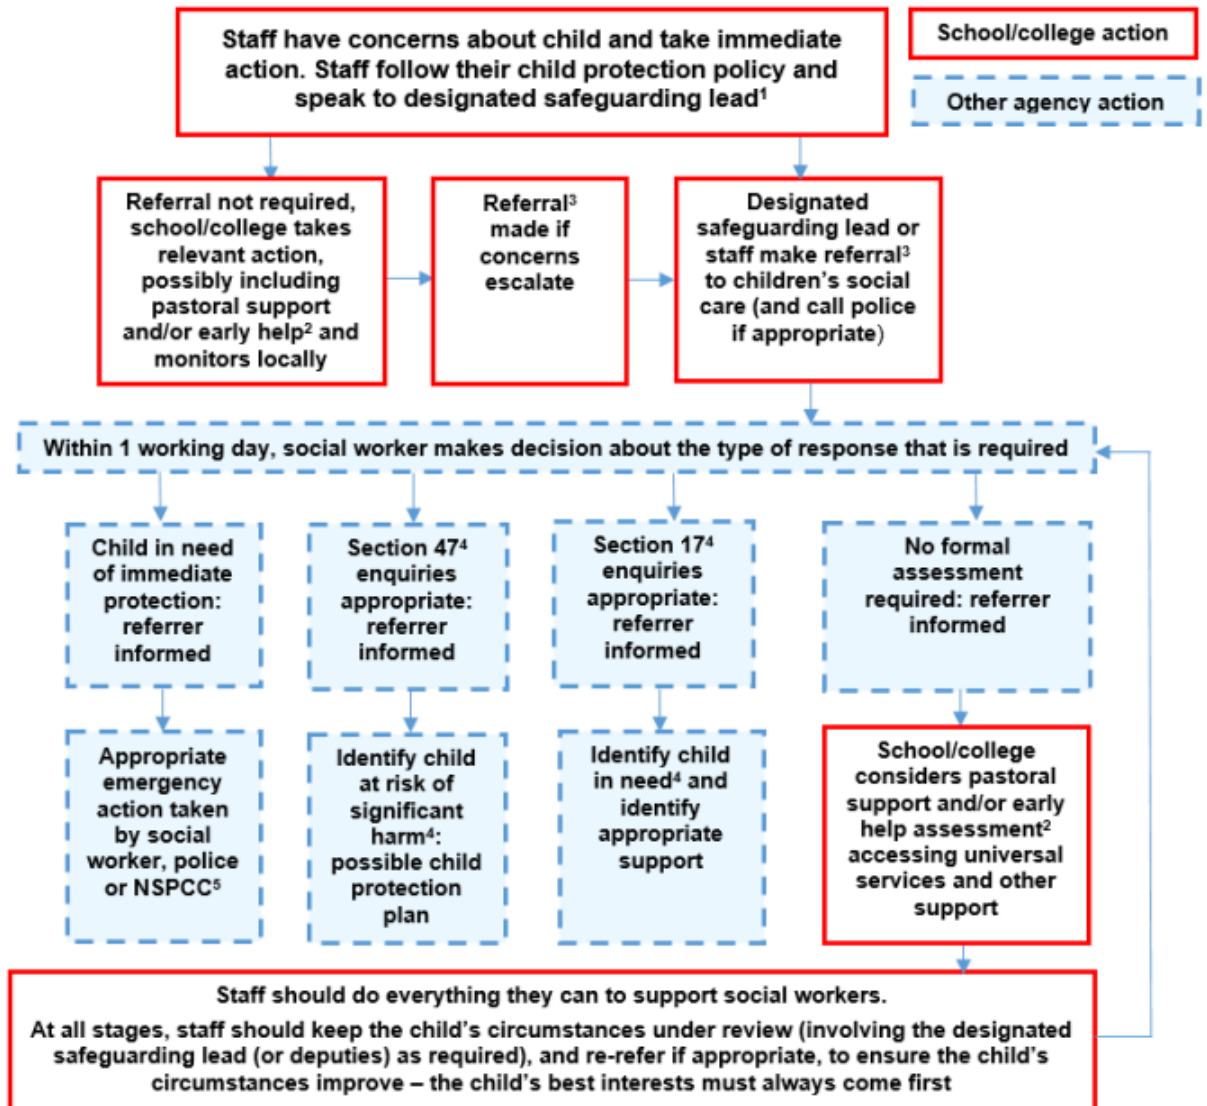 Staff have concerns about child and take immediate
action. Staff follow their child protection policy and
speak to designated safeguarding lead¹
School/college action
Other agency action
Referral not required,
school/college takes
relevant action,
possibly including
pastoral support
and/or early help² and
monitors locally
Referral³
made if
concerns
escalate
Designated
safeguarding lead or
staff make referral³
to children's social
care (and call police
if appropriate)
Within 1 working day, social worker makes decision about the type of response that is required
Child in need
of immediate
protection:
referrer
informed
Section 47⁴
enquiries
appropriate:
referrer
informed
Section 17⁴
enquiries
appropriate:
referrer
informed
No formal
assessment
required: referrer
informed
Appropriate
emergency
action taken
by social
worker, police
or NSPCC⁵
Identify child
at risk of
significant
harm⁴:
possible child
protection
plan
Identify child
in need⁴ and
identify
appropriate
support
School/college
considers pastoral
support and/or early
help assessment²
accessing universal
services and other
support
Staff should do everything they can to support social workers.
At all stages, staff should keep the child's circumstances under review (involving the designated
safeguarding lead (or deputies) as required), and re-refer if appropriate, to ensure the child's
circumstances improve – the child's best interests must always come first